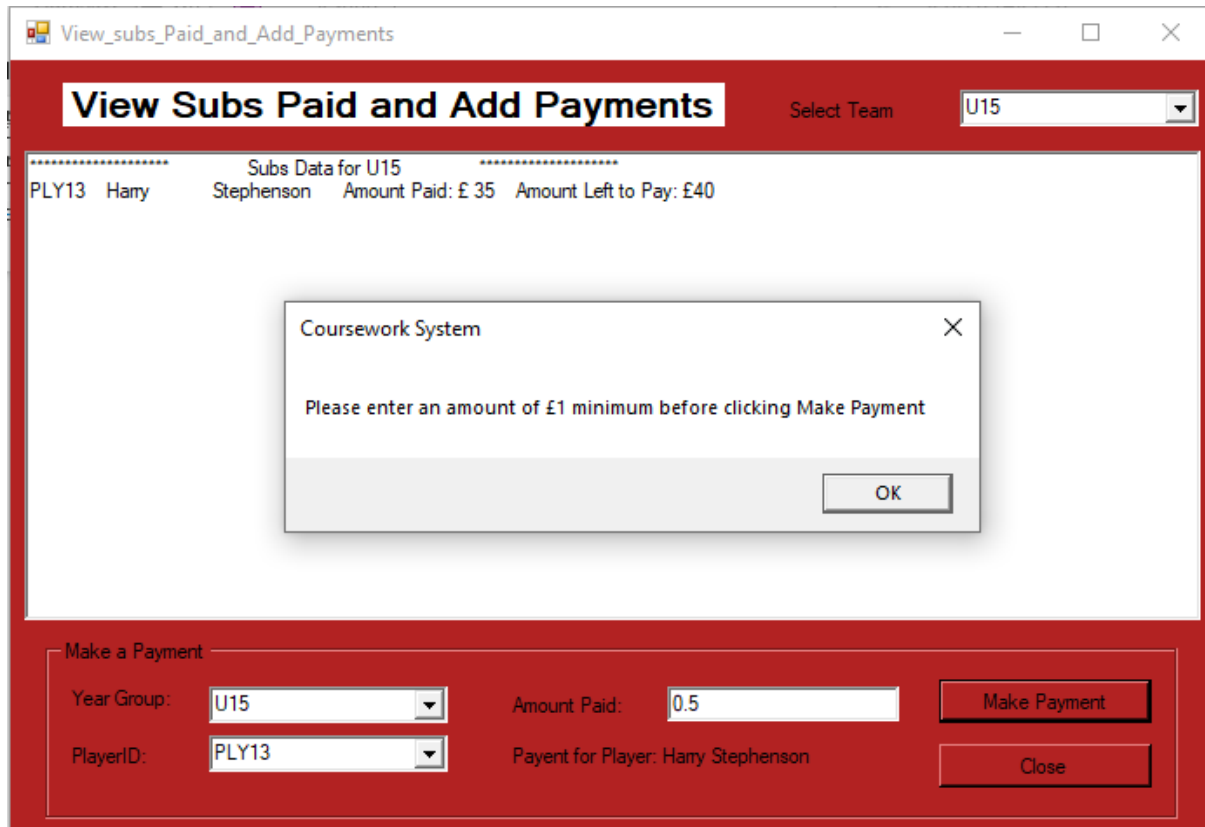 View_subs_Paid_and_Add_Payments
View Subs Paid and Add Payments
Select Team
U15
******************** Subs Data for U15 ********************
PLY13 Harry Stephenson Amount Paid: £ 35 Amount Left to Pay: £40
Coursework System
Please enter an amount of £1 minimum before clicking Make Payment
OK
Make a Payment
Year Group: U15 Amount Paid: 0.5 Make Payment
PlayerID: PLY13 Payent for Player: Harry Stephenson Close